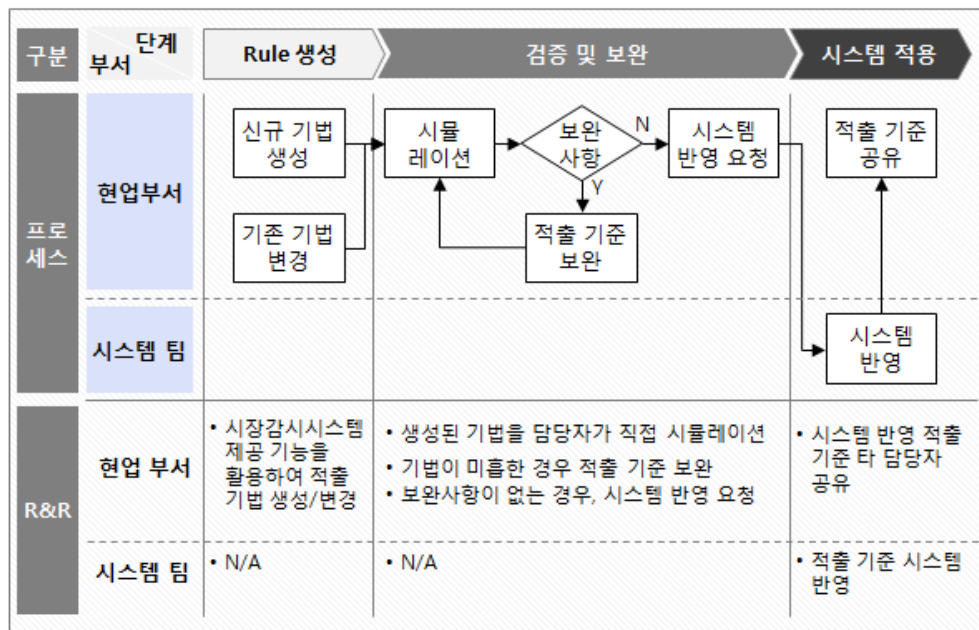 구분
단계
부서
Rule 생성
검증 및 보완
시스템 적용
프로
세스
현업부서
신규 기법
생성
기존 기법
변경
시뮬
레이션
보완
사항
N
Y
적출 기준
보완
시스템
반영 요청
적출 기준
공유
시스템 팀
시스템
반영
R&R
현업 부서
• 시장감시시스템
제공 기능을
활용하여 적출
기법 생성/변경
• 생성된 기법을 담당자가 직접 시뮬레이션
• 기법이 미흡한 경우 적출 기준 보완
• 보완사항이 없는 경우, 시스템 반영 요청
• 시스템 반영 적출
기준 타 담당자
공유
시스템 팀
• N/A
• N/A
• 적출 기준 시스템
반영